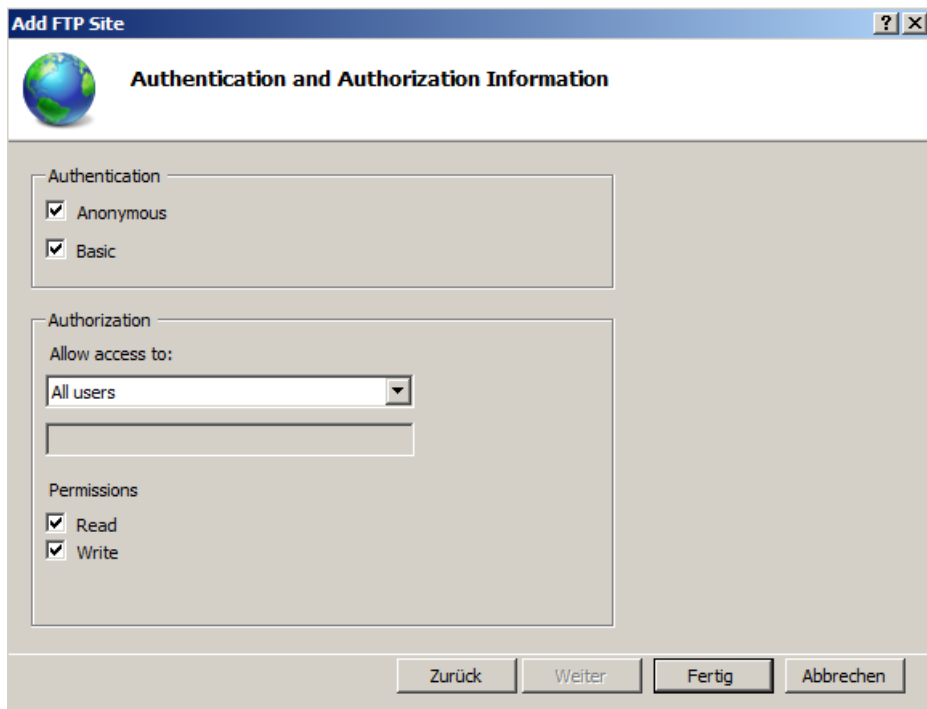 Add FTP Site
Authentication and Authorization Information
Authentication
Anonymous
Basic
Authorization
Allow access to:
All users
Permissions
Read
Write
Zurück Weiter Fertig Abbrechen